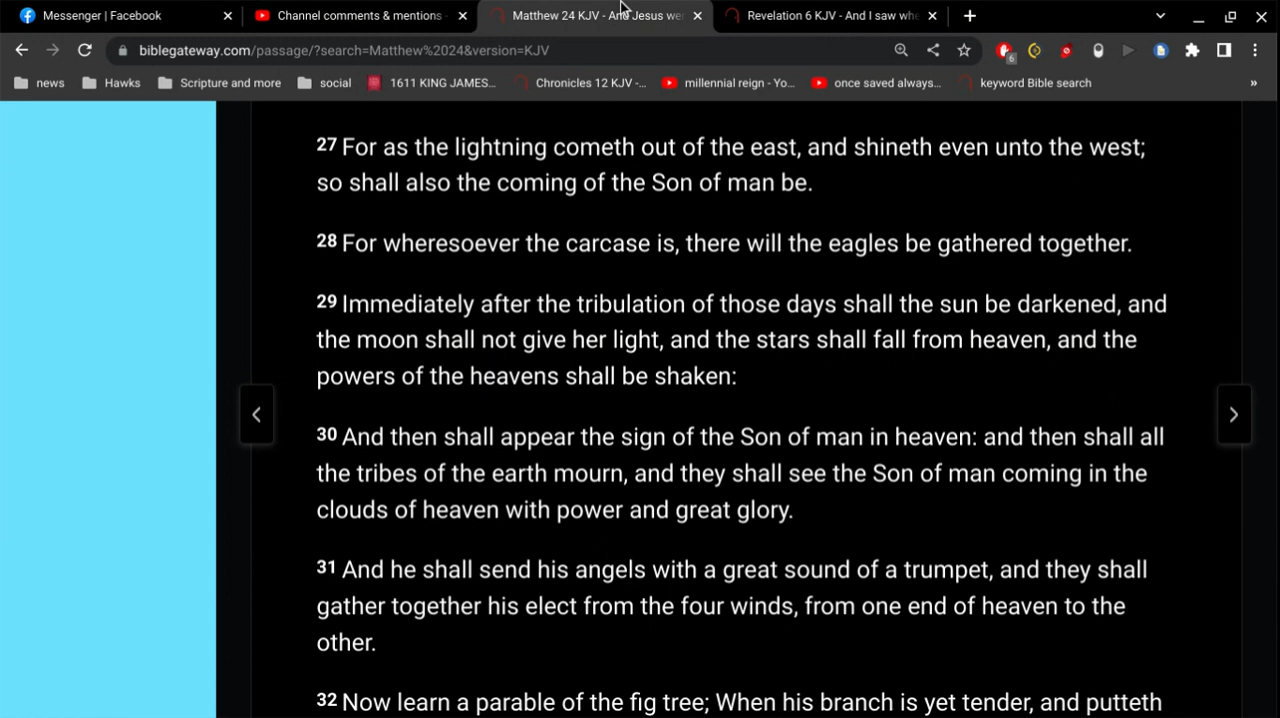 Messenger | Facebook
Channel comments & mentions -
Matthew 24 KJV - And Jesus wer
Revelation 6 KJV - And I saw whe
biblegateway.com/passage/?search=Matthew%2024&version=KJV
6
news
Hawks
Scripture and more
social
1611 KING JAMES...
Chronicles 12 KJV -...
millennial reign - Yo...
once saved always...
keyword Bible search
»
27 For as the lightning cometh out of the east, and shineth even unto the west;
so shall also the coming of the Son of man be.
28 For wheresoever the carcase is, there will the eagles be gathered together.
29 Immediately after the tribulation of those days shall the sun be darkened, and
the moon shall not give her light, and the stars shall fall from heaven, and the
powers of the heavens shall be shaken:
30 And then shall appear the sign of the Son of man in heaven: and then shall all
the tribes of the earth mourn, and they shall see the Son of man coming in the
clouds of heaven with power and great glory.
31 And he shall send his angels with a great sound of a trumpet, and they shall
gather together his elect from the four winds, from one end of heaven to the
other.
32 Now learn a parable of the fig tree; When his branch is yet tender, and putteth